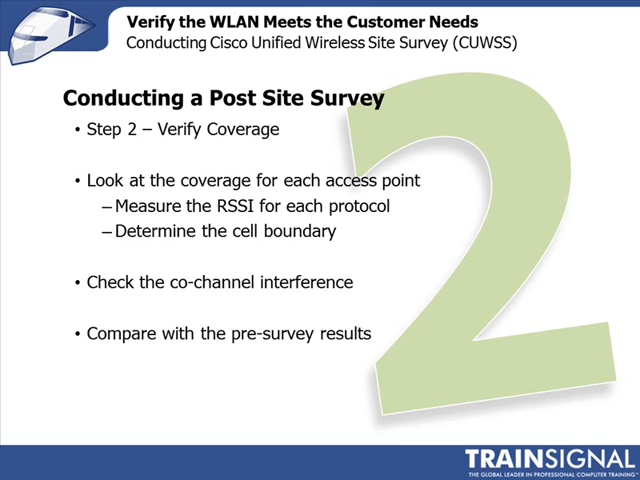 Verify the WLAN Meets the Customer Needs
Conducting Cisco Unified Wireless Site Survey (CUWSS)
Conducting a Post Site Survey
• Step 2 – Verify Coverage
• Look at the coverage for each access point
– Measure the RSSI for each protocol
– Determine the cell boundary
• Check the co-channel interference
• Compare with the pre-survey results
2
TRAINSIGNAL
THE GLOBAL LEADER IN PROFESSIONAL COMPUTER TRAINING™